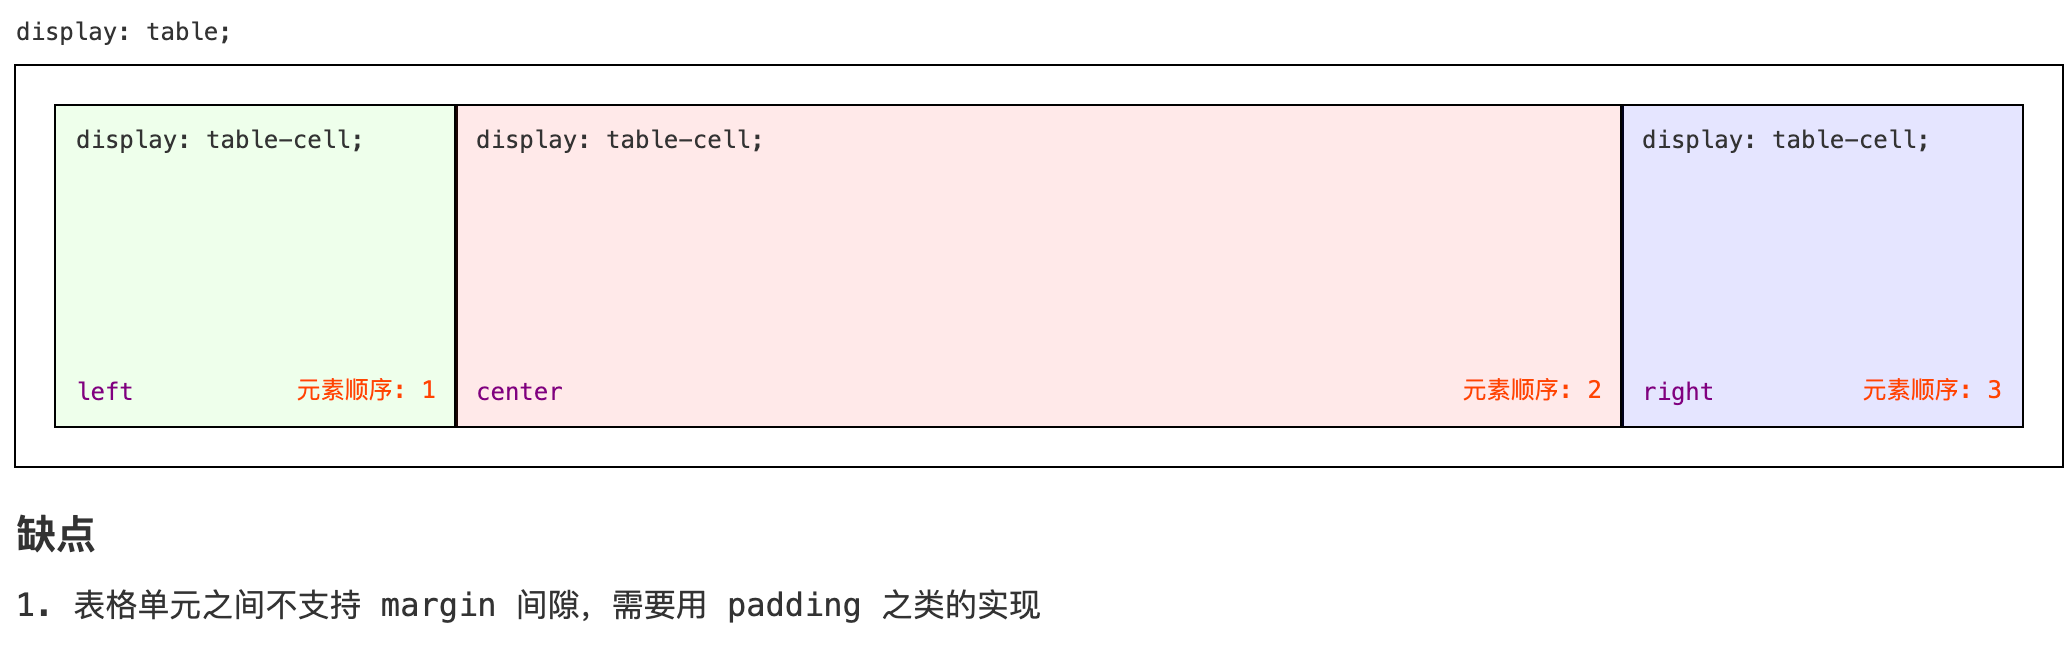 display: table;
display: table-cell;
display: table-cell;
display: table-cell;
left
元素顺序: 1
center
元素顺序: 2
right
元素顺序: 3
缺点
1. 表格单元之间不支持 margin 间隙，需要用 padding 之类的实现